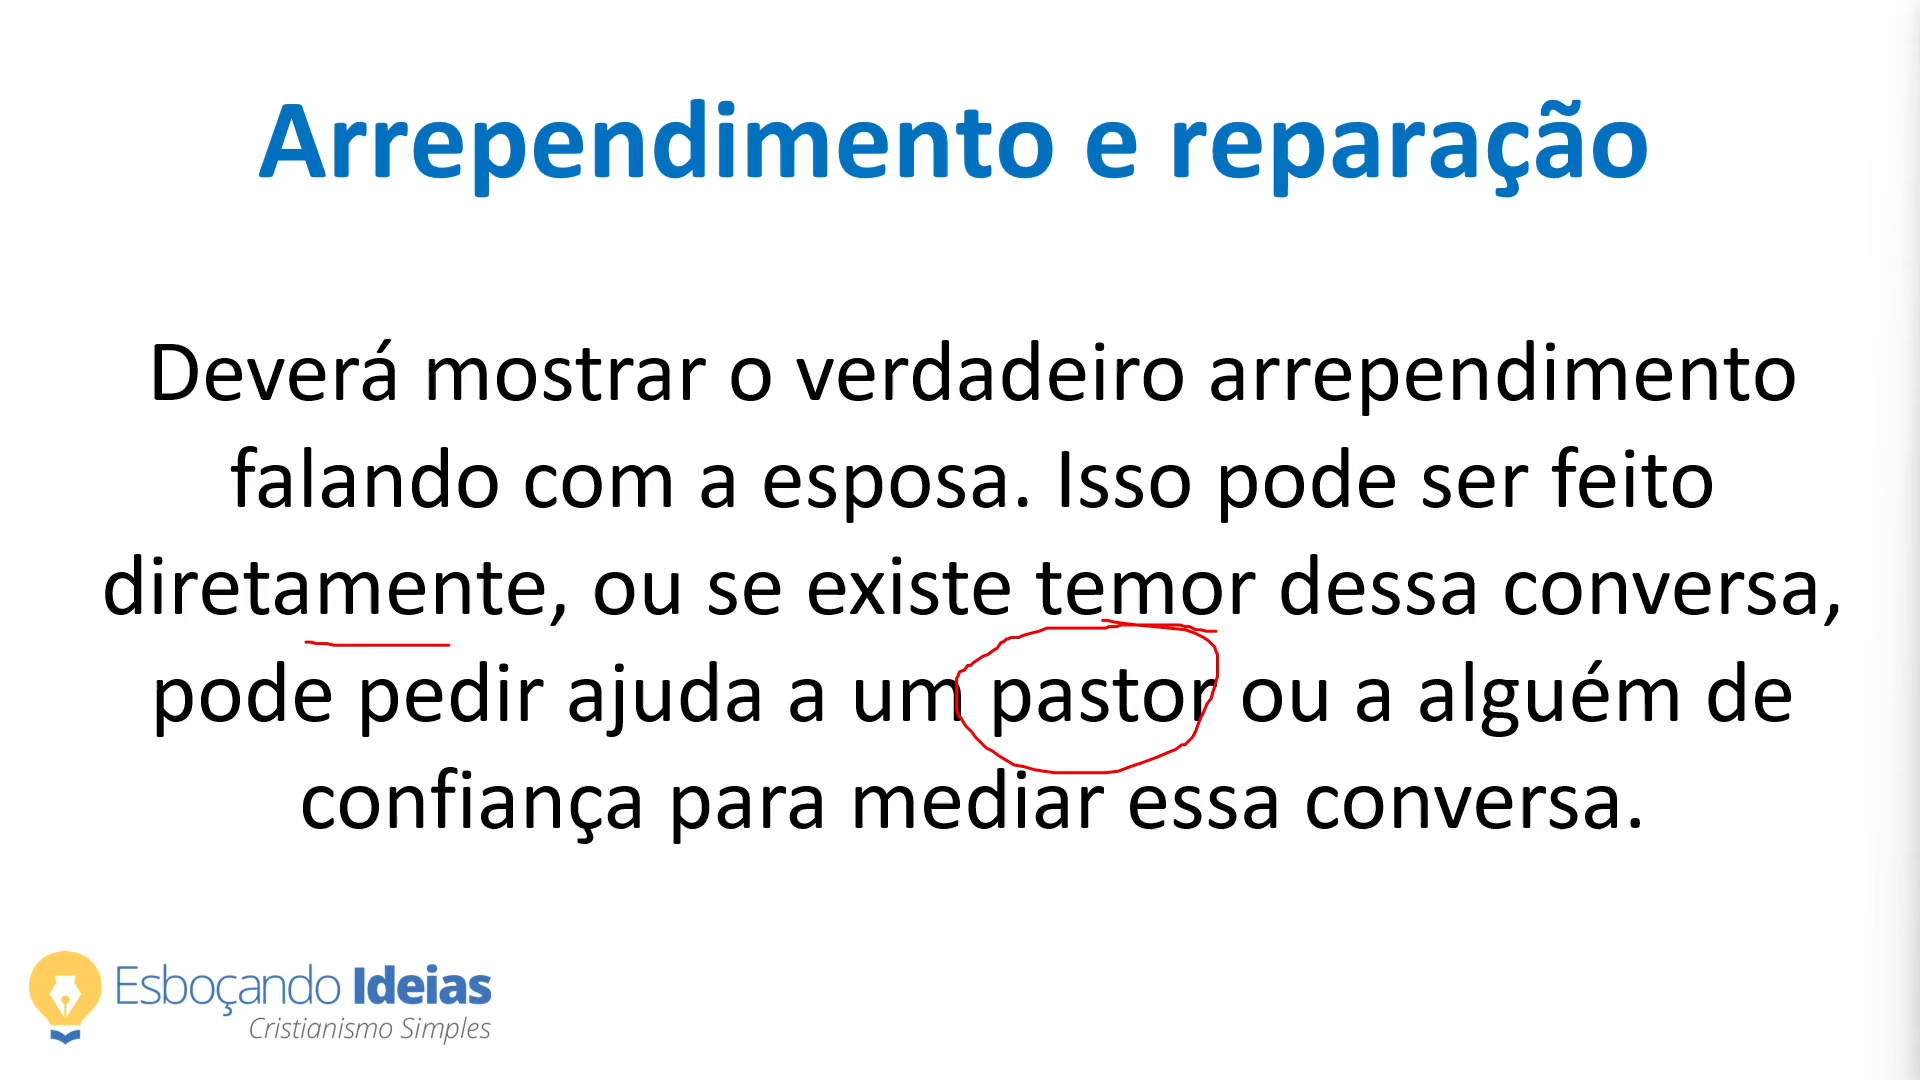 Arrependimento e reparação
Deverá mostrar o verdadeiro arrependimento
falando com a esposa. Isso pode ser feito
diretamente, ou se existe temor dessa conversa,
pode pedir ajuda a um pastor ou a alguém de
confiança para mediar essa conversa.
Esboçando Ideias
Cristianismo Simples